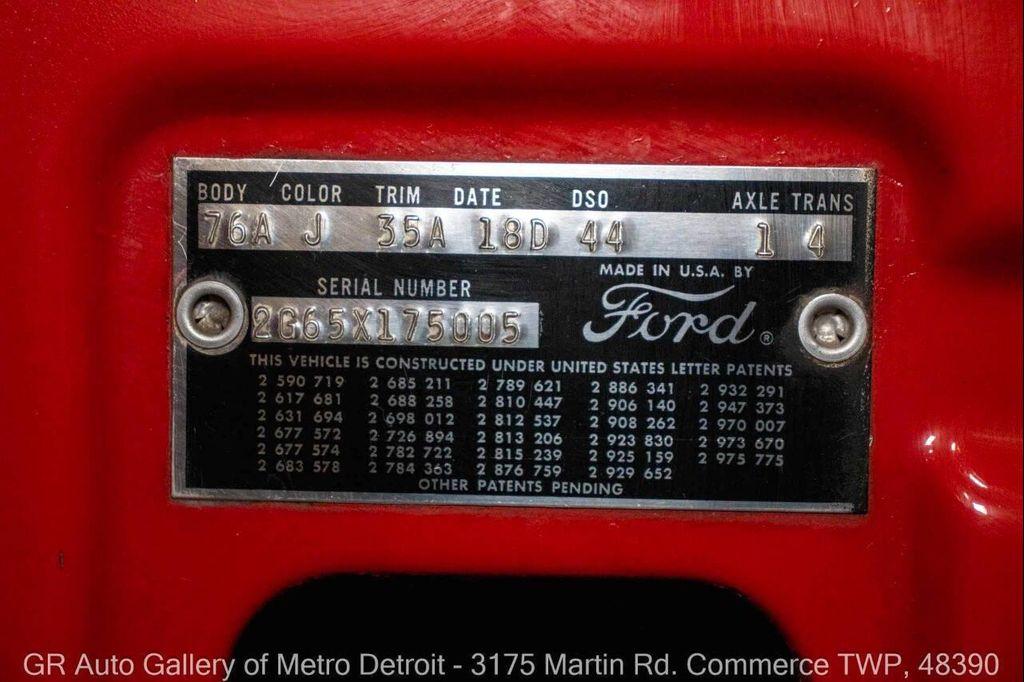 BODY COLOR TRIM DATE DSO AXLE TRANS
76A J 35A 18D 44 1 4
MADE IN U.S.A. BY
SERIAL NUMBER
Ford®
2G65X175005
THIS VEHICLE IS CONSTRUCTED UNDER UNITED STATES LETTER PATENTS
2 590 719 2 685 211 2 789 621 2 886 341 2 932 291
2 617 681 2 688 258 2 810 447 2 906 140 2 947 373
2 631 694 2 698 012 2 812 537 2 908 262 2 970 007
2 677 572 2 726 894 2 813 206 2 923 830 2 973 670
2 677 574 2 782 722 2 815 239 2 925 159 2 975 775
2 683 578 2 784 363 2 876 759 2 929 652
OTHER PATENTS PENDING
GR Auto Gallery of Metro Detroit - 3175 Martin Rd. Commerce TWP, 48390